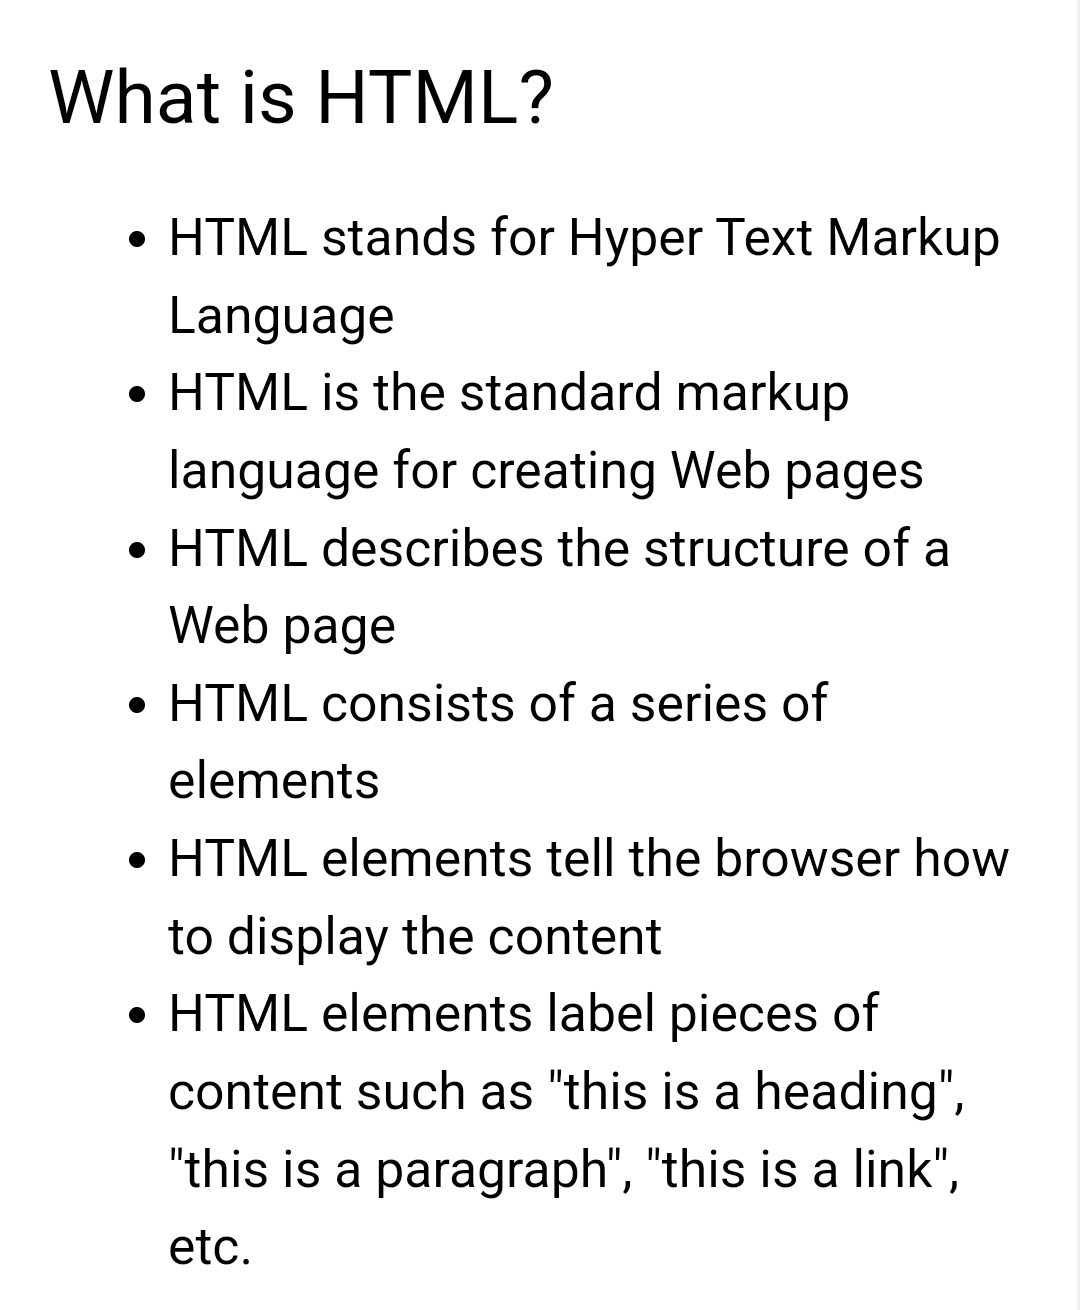 What is HTML?
• HTML stands for Hyper Text Markup
Language
• HTML is the standard markup
language for creating Web pages
• HTML describes the structure of a
Web page
• HTML consists of a series of
elements
• HTML elements tell the browser how
to display the content
• HTML elements label pieces of
content such as "this is a heading",
"this is a paragraph", "this is a link",
etc.